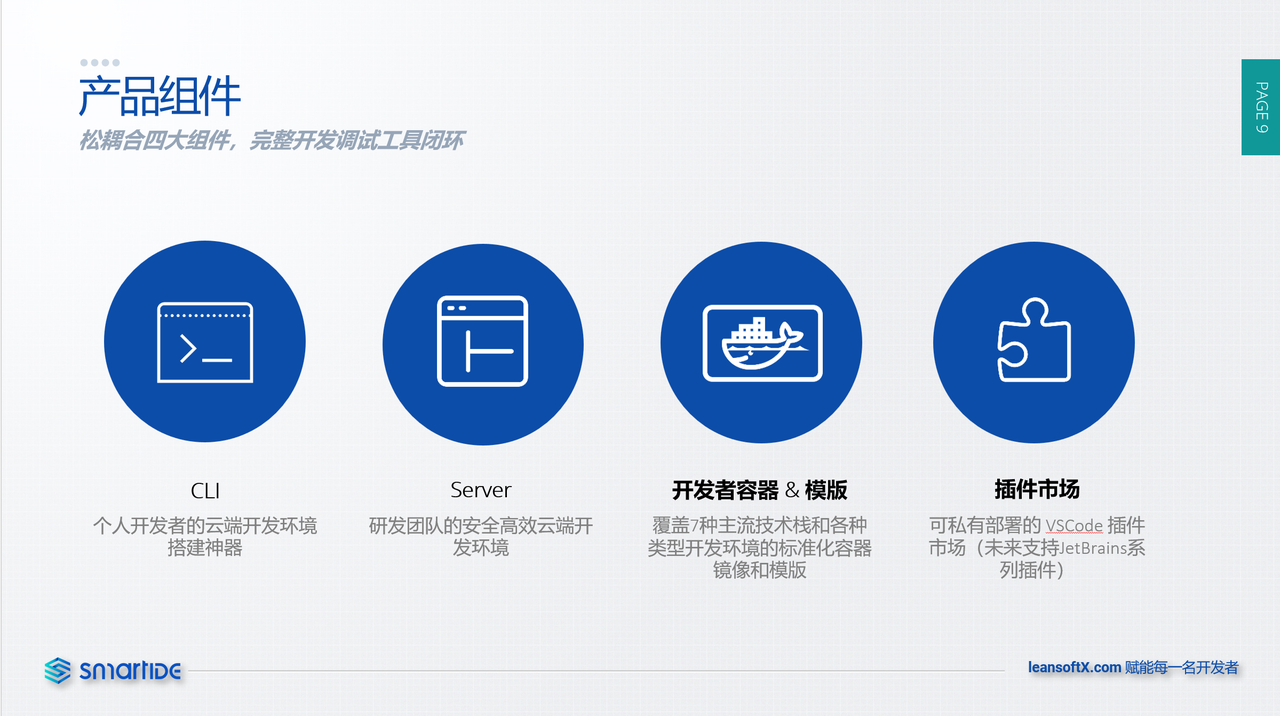 产品组件
松耦合四大组件，完整开发调试工具闭环
PAGE 9
CLI
个人开发者的云端开发环境
搭建神器
Server
研发团队的安全高效云端开
发环境
开发者容器 & 模版
覆盖7种主流技术栈和各种
类型开发环境的标准化容器
镜像和模版
插件市场
可私有部署的 VSCode 插件
市场（未来支持JetBrains系
列插件）
smartIDE
leansoftX.com 赋能每一名开发者